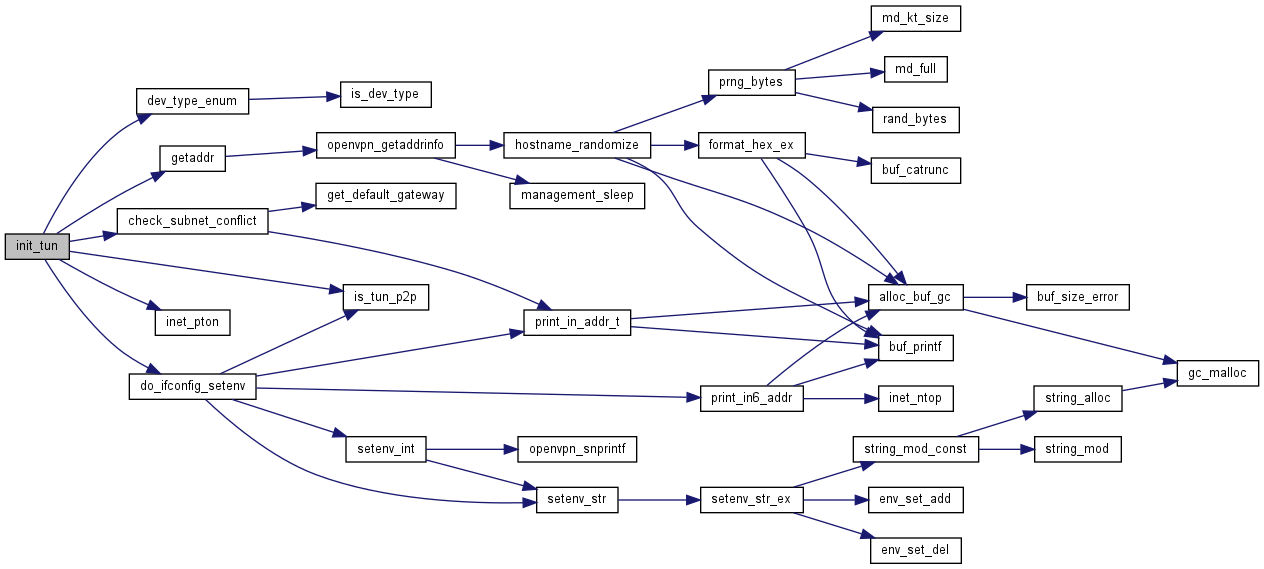 md_kt_size
md_full
prng_bytes
is_dev_type
dev_type_enum
rand_bytes
openvpn_getaddrinfo
hostname_randomize
format_hex_ex
getaddr
buf_catrunc
get_default_gateway
management_sleep
check_subnet_conflict
init_tun
is_tun_p2p
alloc_buf_gc
buf_size_error
inet_pton
print_in_addr_t
buf_printf
gc_malloc
do_ifconfig_setenv
print_in6_addr
inet_ntop
string_alloc
setenv_int
openvpn_snprintf
string_mod_const
string_mod
setenv_str
setenv_str_ex
env_set_add
env_set_del